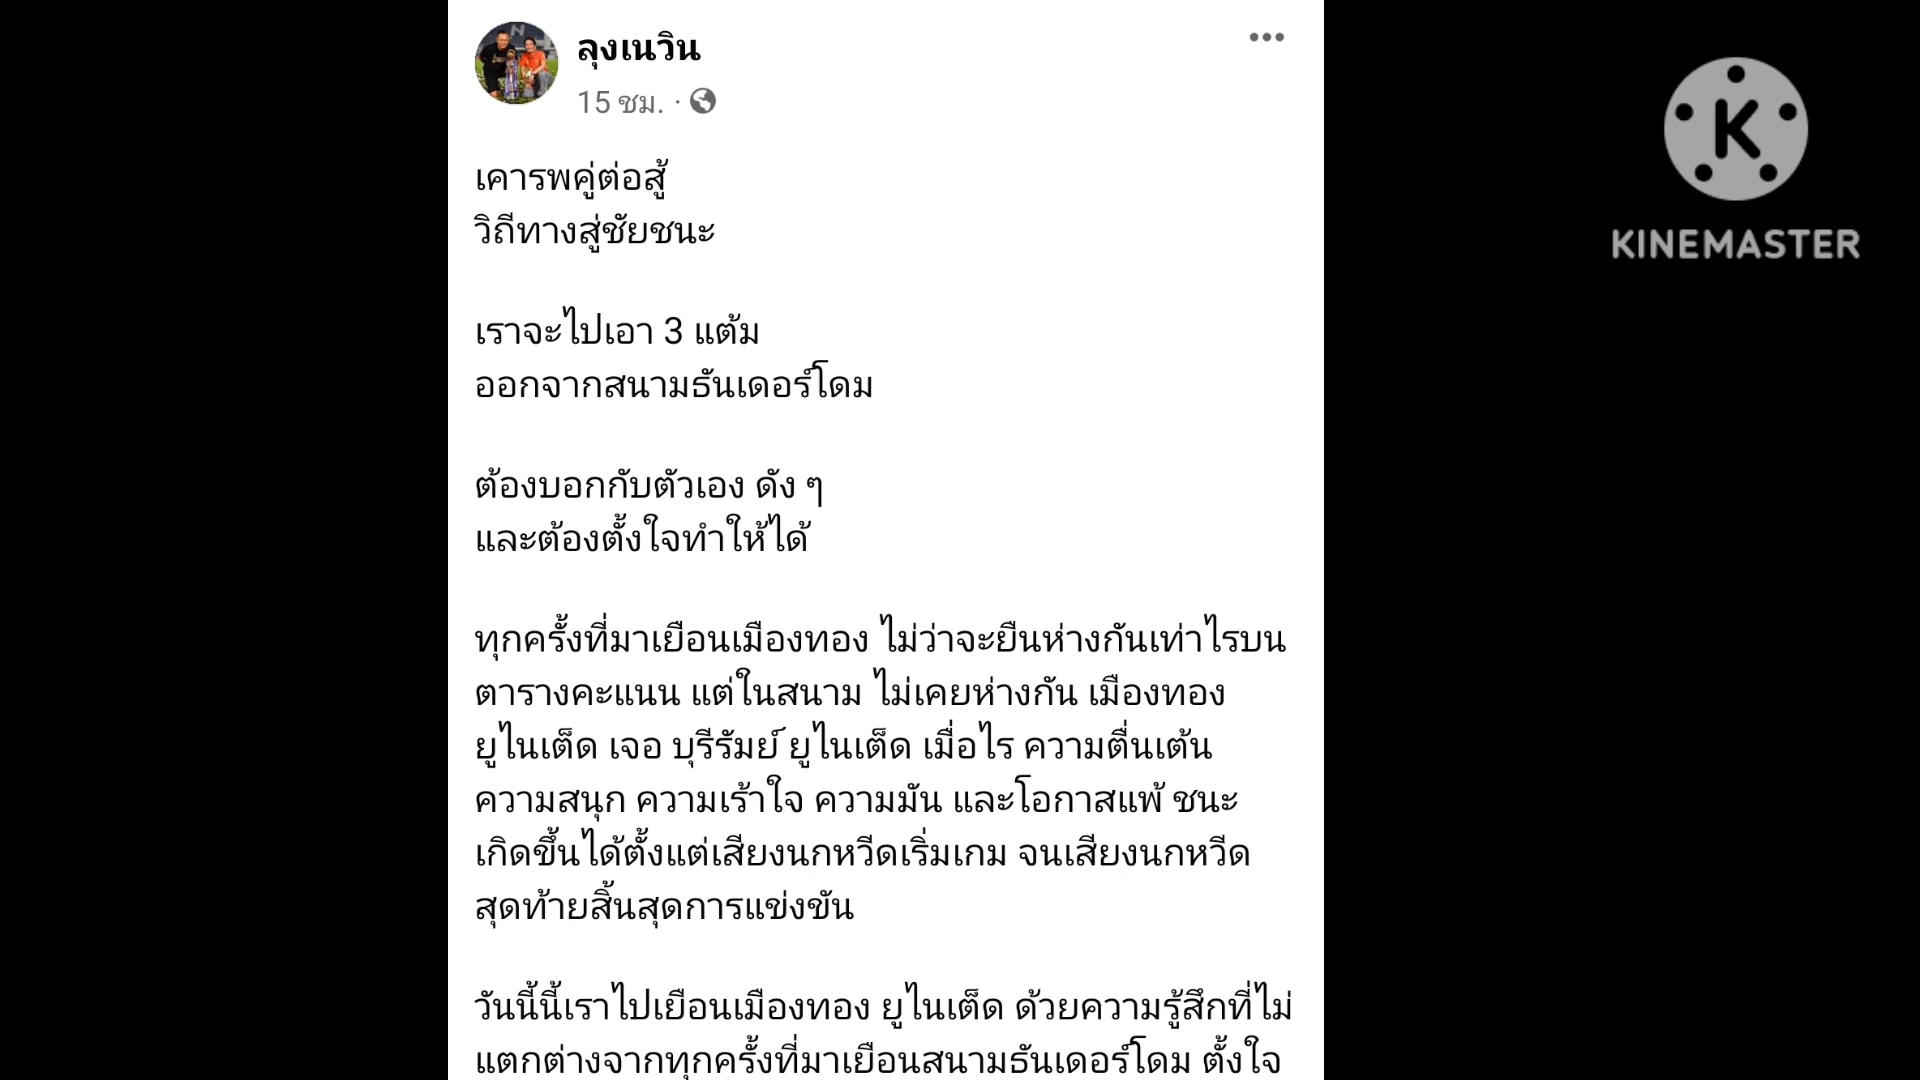 ลุงเนวิน
15 ชม. ·
เคารพคู่ต่อสู้
วิถีทางสู่ชัยชนะ
เราจะไปเอา 3 แต้ม
ออกจากสนามธันเดอร์โดม
ต้องบอกกับตัวเอง ดัง ๆ
และต้องตั้งใจทำให้ได้
ทุกครั้งที่มาเยือนเมืองทอง ไม่ว่าจะยืนห่างกันเท่าไรบน
ตารางคะแนน แต่ในสนาม ไม่เคยห่างกัน เมืองทอง
ยูไนเต็ด เจอ บุรีรัมย์ ยูไนเต็ด เมื่อไร ความตื่นเต้น
ความสนุก ความเร้าใจ ความมัน และโอกาสแพ้ ชนะ
เกิดขึ้นได้ตั้งแต่เสียงนกหวีดเริ่มเกม จนเสียงนกหวีด
สุดท้ายสิ้นสุดการแข่งขัน
วันนี้นี้เราไปเยือนเมืองทอง ยูไนเต็ด ด้วยความรู้สึกที่ไม่
แตกต่างจากทุกครั้งที่มาเยือนสนามธันเดอร์โดม ตั้งใจ
K
KINEMASTER